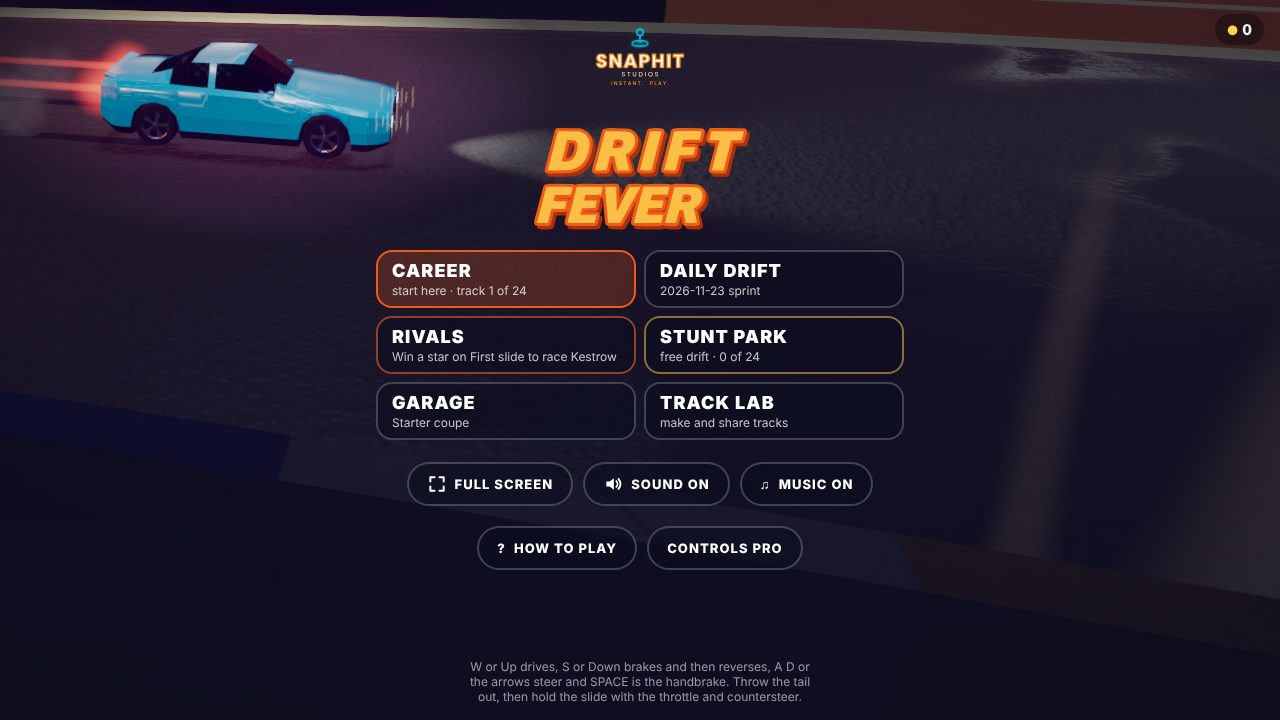 0
SNAPHIT
STUDIOS
INSTANT. PLAY.
DRIFT
FEVER
CAREER
start here · track 1 of 24
DAILY DRIFT
2026-11-23 sprint
RIVALS
Win a star on First slide to race Kestrow
STUNT PARK
free drift · 0 of 24
GARAGE
Starter coupe
TRACK LAB
make and share tracks
FULL SCREEN
SOUND ON
♫ MUSIC ON
? HOW TO PLAY
CONTROLS PRO
W or Up drives, S or Down brakes and then reverses, A D or
the arrows steer and SPACE is the handbrake. Throw the tail
out, then hold the slide with the throttle and countersteer.